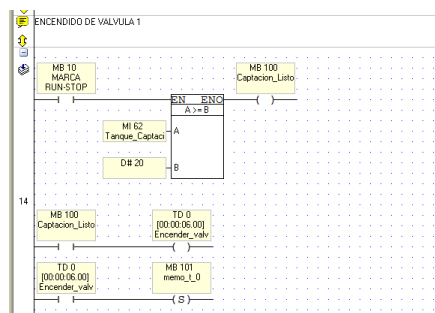 ENCENDIDO DE VALVULA 1
MB 10
MARCA
RUN-STOP
MB 100
Captacion_Listo
EN ENO
A >= B
MI 62
Tanque_Captaci
A
D# 20
B
14
MB 100
Captacion_Listo
TD 0
[00:00:06.00]
Encender_valv
TD 0
[00:00:06.00]
Encender_valv
MB 101
memo_t_0
S